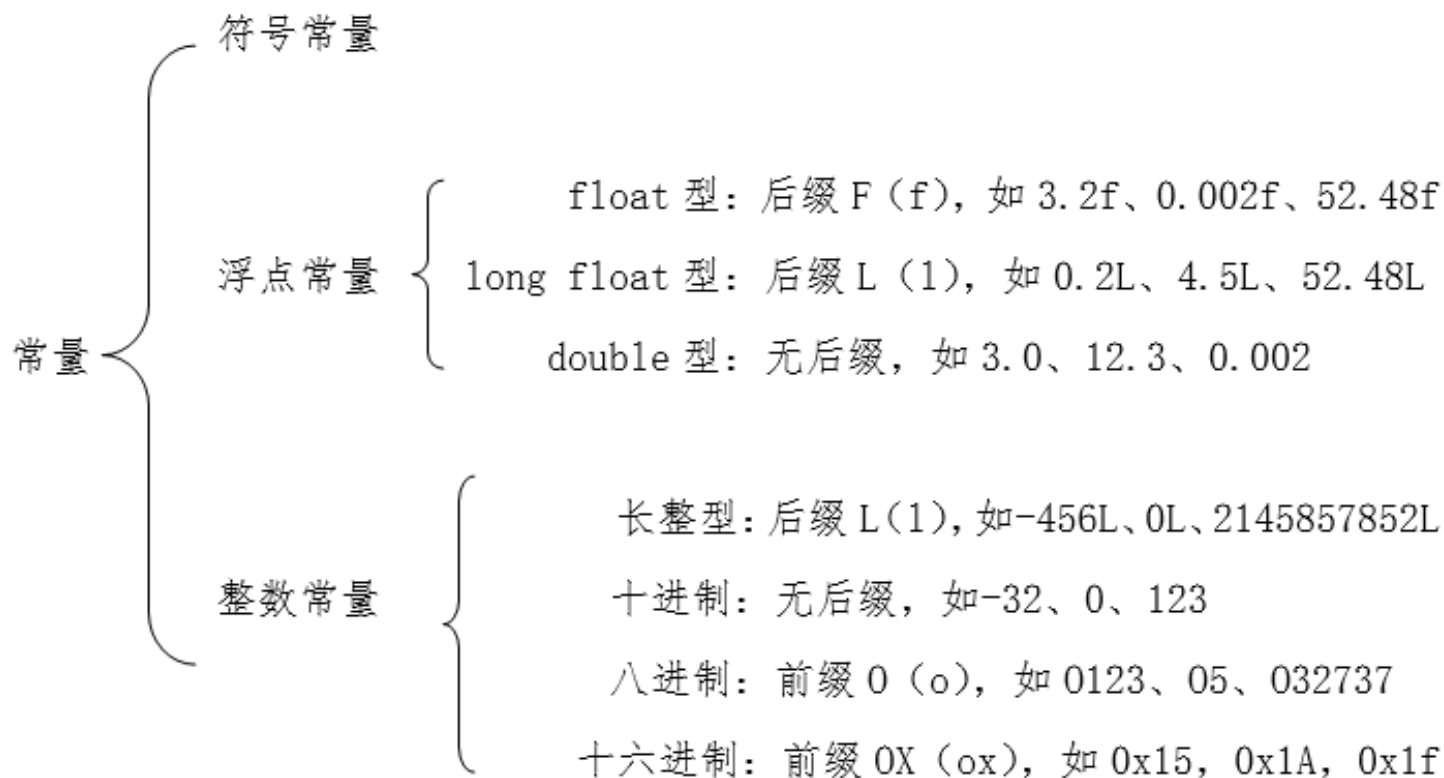 符号常量
float 型：后缀 F（f），如 3.2f、0.002f、52.48f
浮点常量
long float 型：后缀 L（l），如 0.2L、4.5L、52.48L
常量
double 型：无后缀，如 3.0、12.3、0.002
长整型：后缀 L(l)，如-456L、0L、2145857852L
整数常量
十进制：无后缀，如-32、0、123
八进制：前缀 0（o），如 0123、05、032737
十六进制：前缀 0X（ox），如 0x15，0x1A，0x1f